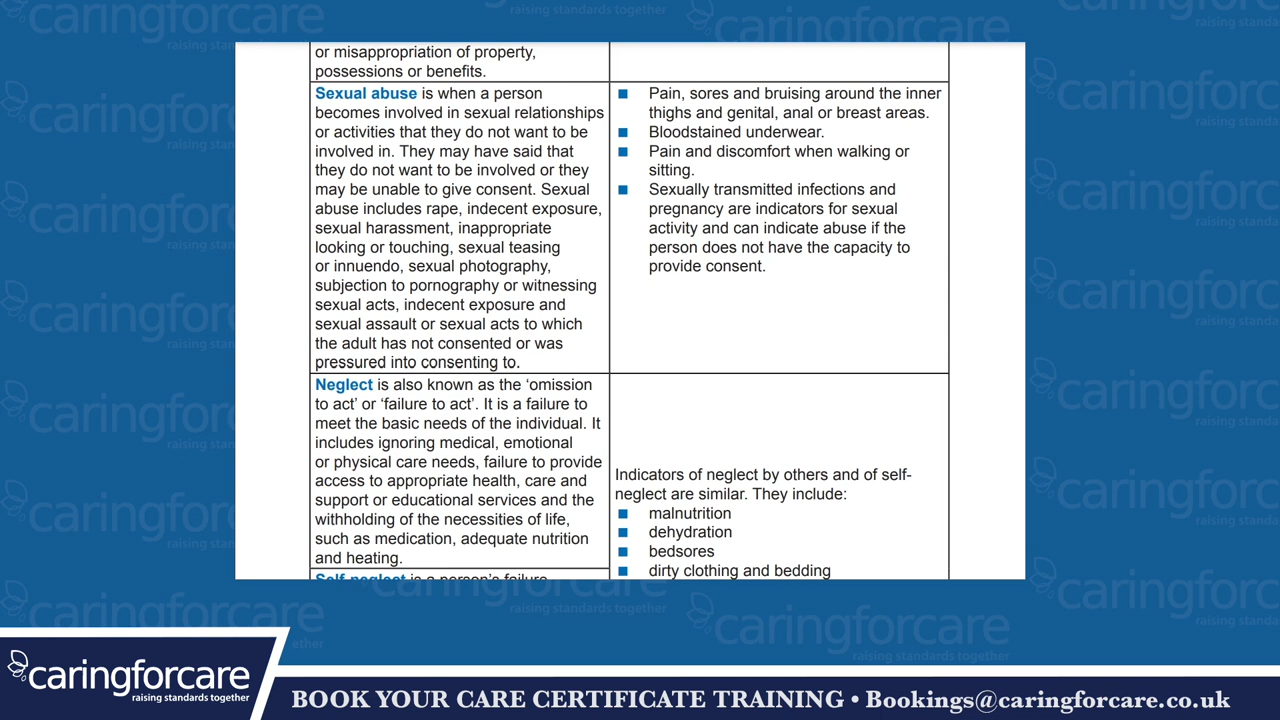 or misappropriation of property,
possessions or benefits.
Sexual abuse is when a person
becomes involved in sexual relationships
or activities that they do not want to be
involved in. They may have said that
they do not want to be involved or they
may be unable to give consent. Sexual
abuse includes rape, indecent exposure,
sexual harassment, inappropriate
looking or touching, sexual teasing
or innuendo, sexual photography,
subjection to pornography or witnessing
sexual acts, indecent exposure and
sexual assault or sexual acts to which
the adult has not consented or was
pressured into consenting to.
Pain, sores and bruising around the inner
thighs and genital, anal or breast areas.
Bloodstained underwear.
Pain and discomfort when walking or
sitting.
Sexually transmitted infections and
pregnancy are indicators for sexual
activity and can indicate abuse if the
person does not have the capacity to
provide consent.
Neglect is also known as the ‘omission
to act’ or ‘failure to act’. It is a failure to
meet the basic needs of the individual. It
includes ignoring medical, emotional
or physical care needs, failure to provide
access to appropriate health, care and
support or educational services and the
withholding of the necessities of life,
such as medication, adequate nutrition
and heating.
Self-neglect is a person’s failure
Indicators of neglect by others and of self-
neglect are similar. They include:
malnutrition
dehydration
bedsores
dirty clothing and bedding
caringforcare
raising standards together
BOOK YOUR CARE CERTIFICATE TRAINING • Bookings@caringforcare.co.uk